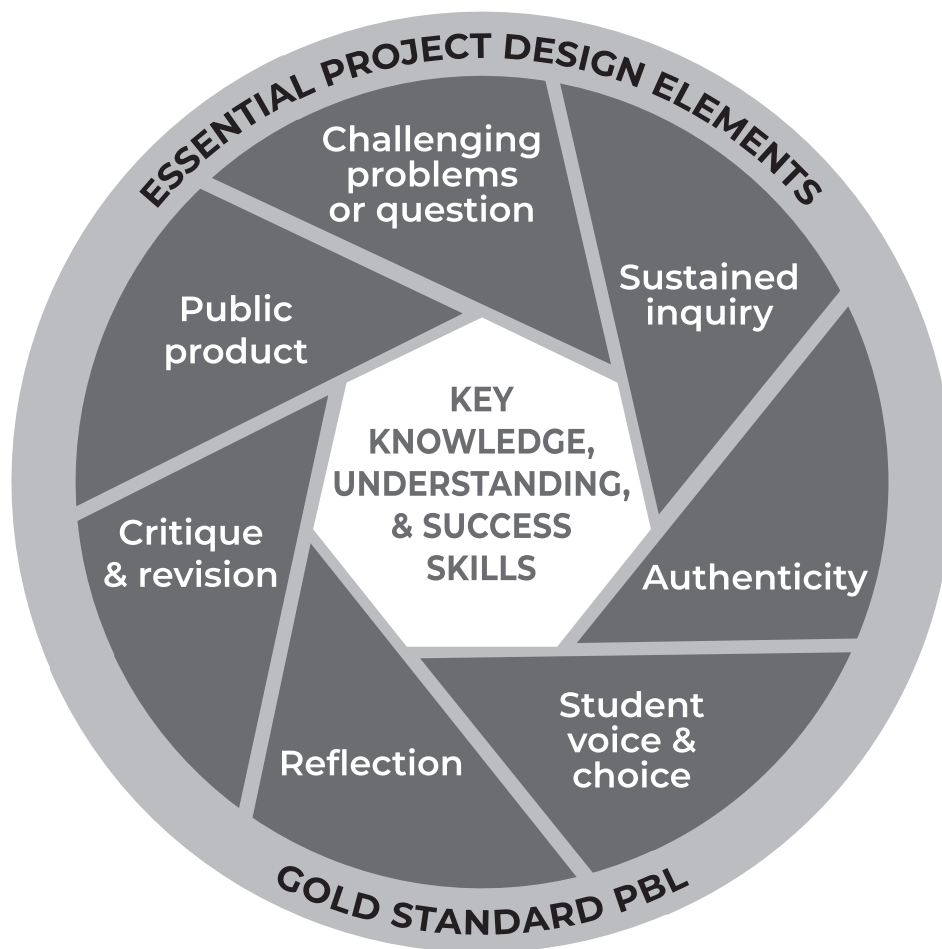 ESSENTIAL PROJECT DESIGN ELEMENTS
Challenging
problems
or question
Sustained
inquiry
Authenticity
Student
voice &
choice
Reflection
Critique
& revision
Public
product
KEY
KNOWLEDGE,
UNDERSTANDING,
& SUCCESS
SKILLS
GOLD STANDARD PBL